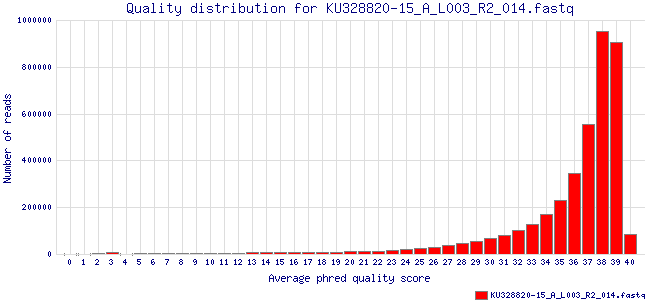 Quality distribution for KU328820-15_A_L003_R2_014.fastq
Number of reads
1000000
800000
600000
400000
200000
0
0 1 2 3 4 5 6 7 8 9 10 11 12 13 14 15 16 17 18 19 20 21 22 23 24 25 26 27 28 29 30 31 32 33 34 35 36 37 38 39 40
Average phred quality score
KU328820-15_A_L003_R2_014.fastq